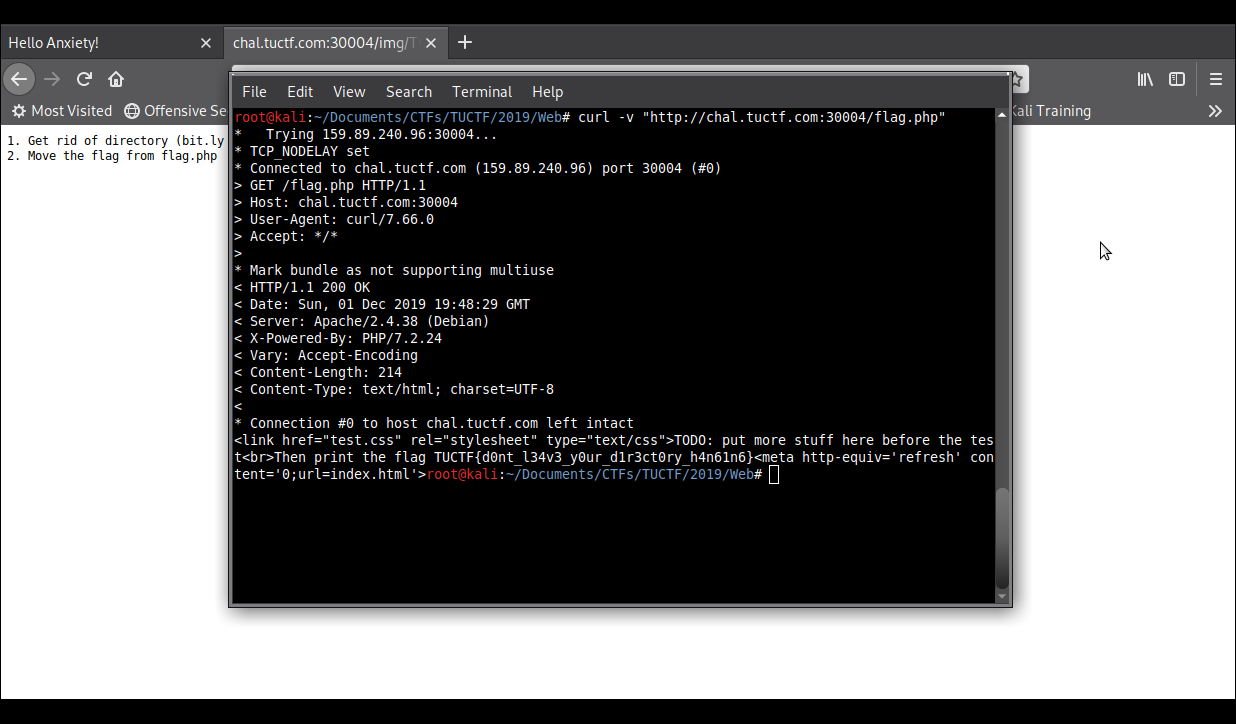 Hello Anxiety!
chal.tuctf.com:30004/img/T
Most Visited Offensive Se
Kali Training
1. Get rid of directory (bit.ly
2. Move the flag from flag.php
File Edit View Search Terminal Help
root@kali:~/Documents/CTFs/TUCTF/2019/Web# curl -v "http://chal.tuctf.com:30004/flag.php"
*   Trying 159.89.240.96:30004...
* TCP_NODELAY set
* Connected to chal.tuctf.com (159.89.240.96) port 30004 (#0)
> GET /flag.php HTTP/1.1
> Host: chal.tuctf.com:30004
> User-Agent: curl/7.66.0
> Accept: */*
>
* Mark bundle as not supporting multiuse
< HTTP/1.1 200 OK
< Date: Sun, 01 Dec 2019 19:48:29 GMT
< Server: Apache/2.4.38 (Debian)
< X-Powered-By: PHP/7.2.24
< Vary: Accept-Encoding
< Content-Length: 214
< Content-Type: text/html; charset=UTF-8
<
* Connection #0 to host chal.tuctf.com left intact
<link href="test.css" rel="stylesheet" type="text/css">TODO: put more stuff here before the tes
t<br>Then print the flag TUCTF{d0nt_l34v3_y0ur_d1r3ct0ry_h4n61n6}<meta http-equiv='refresh' con
tent='0;url=index.html'>root@kali:~/Documents/CTFs/TUCTF/2019/Web#